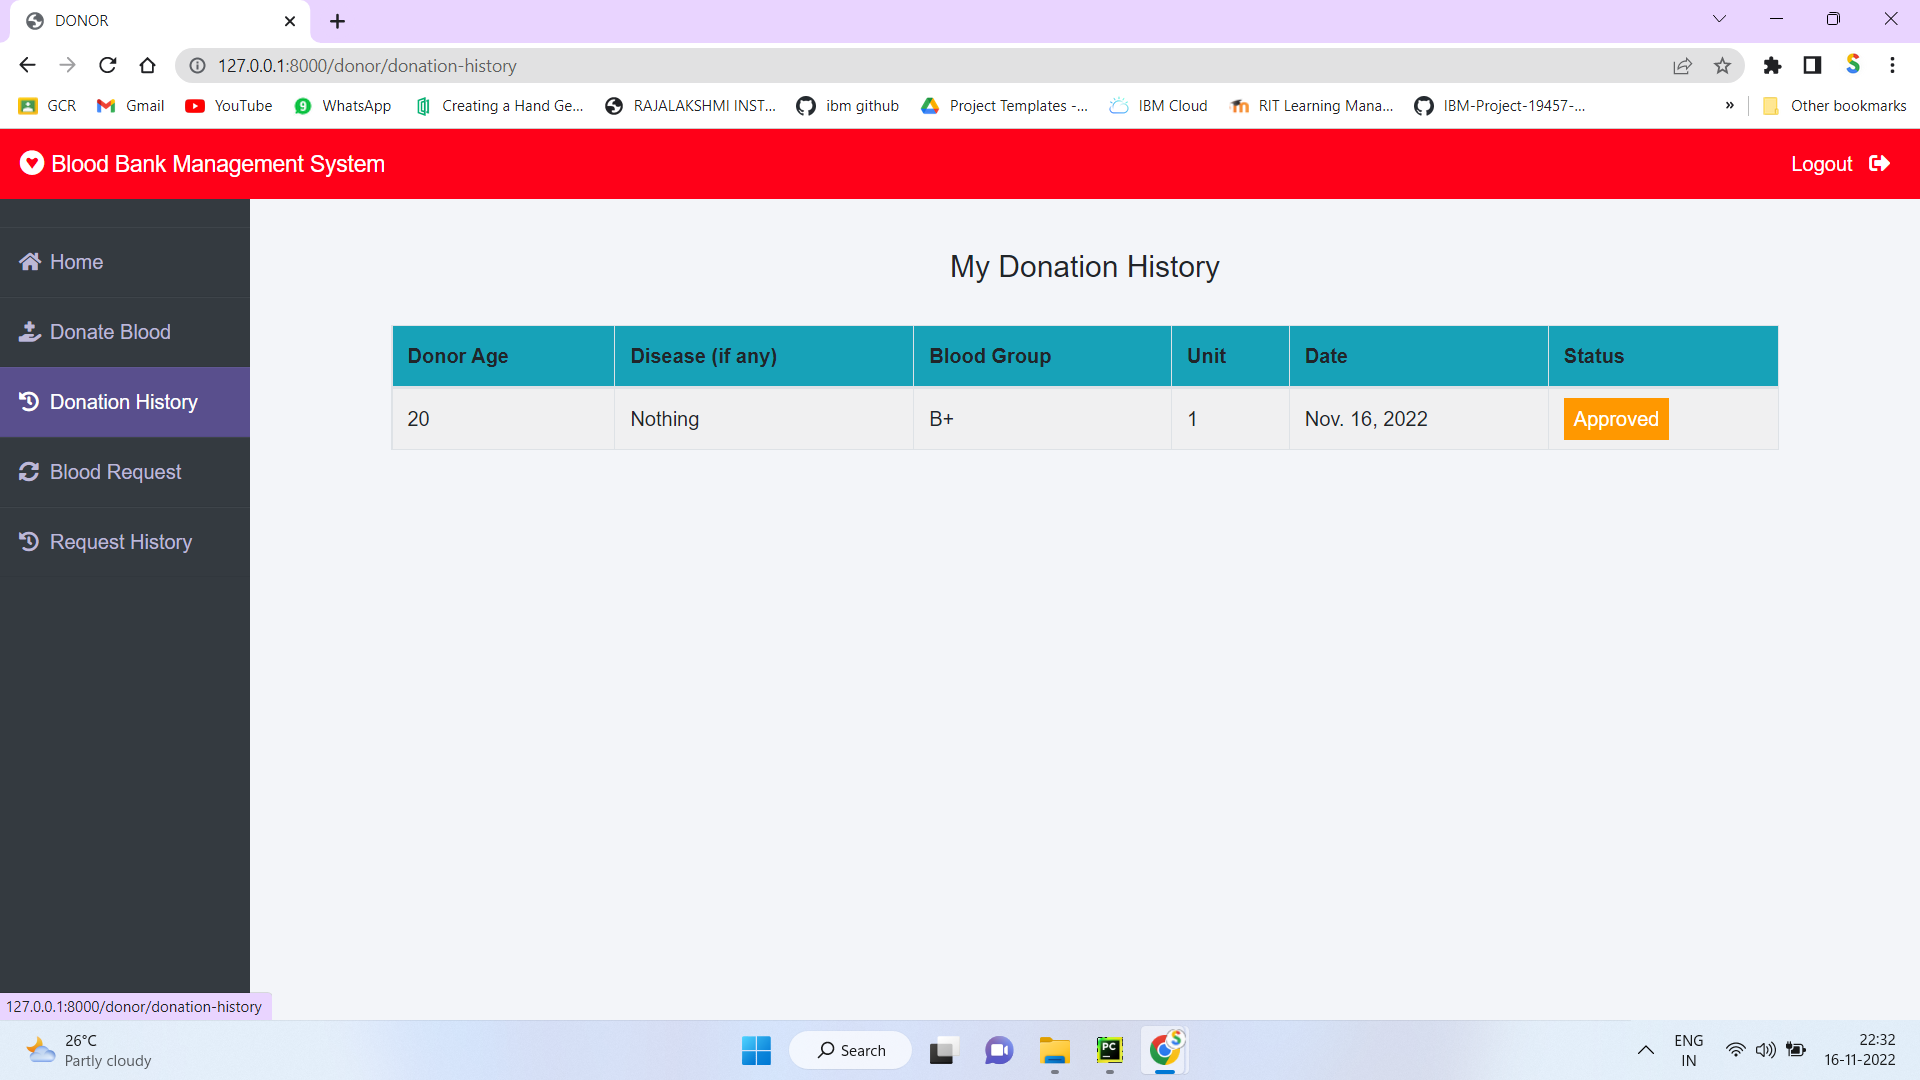 DONOR
127.0.0.1:8000/donor/donation-history
GCR Gmail YouTube WhatsApp Creating a Hand Ge... RAJALAKSHMI INST... ibm github Project Templates -... IBM Cloud RIT Learning Mana... IBM-Project-19457-... » Other bookmarks
Blood Bank Management System Logout
Home
Donate Blood
Donation History
Blood Request
Request History
My Donation History
Donor Age Disease (if any) Blood Group Unit Date Status
20 Nothing B+ 1 Nov. 16, 2022 Approved
127.0.0.1:8000/donor/donation-history
26°C
Partly cloudy
Search
PC
ENG
IN
22:32
16-11-2022